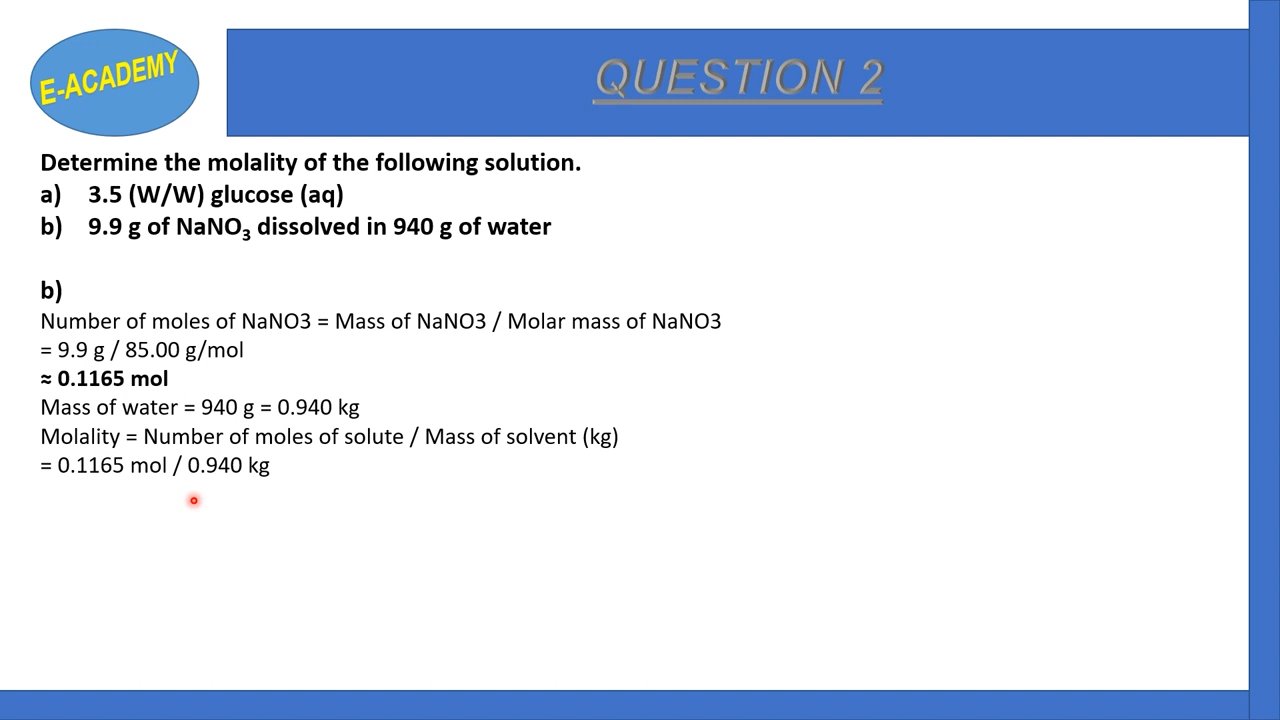 E-ACADEMY
QUESTION 2
Determine the molality of the following solution.
a) 3.5 (W/W) glucose (aq)
b) 9.9 g of NaNO₃ dissolved in 940 g of water
b)
Number of moles of NaNO3 = Mass of NaNO3 / Molar mass of NaNO3
= 9.9 g / 85.00 g/mol
≈ 0.1165 mol
Mass of water = 940 g = 0.940 kg
Molality = Number of moles of solute / Mass of solvent (kg)
= 0.1165 mol / 0.940 kg